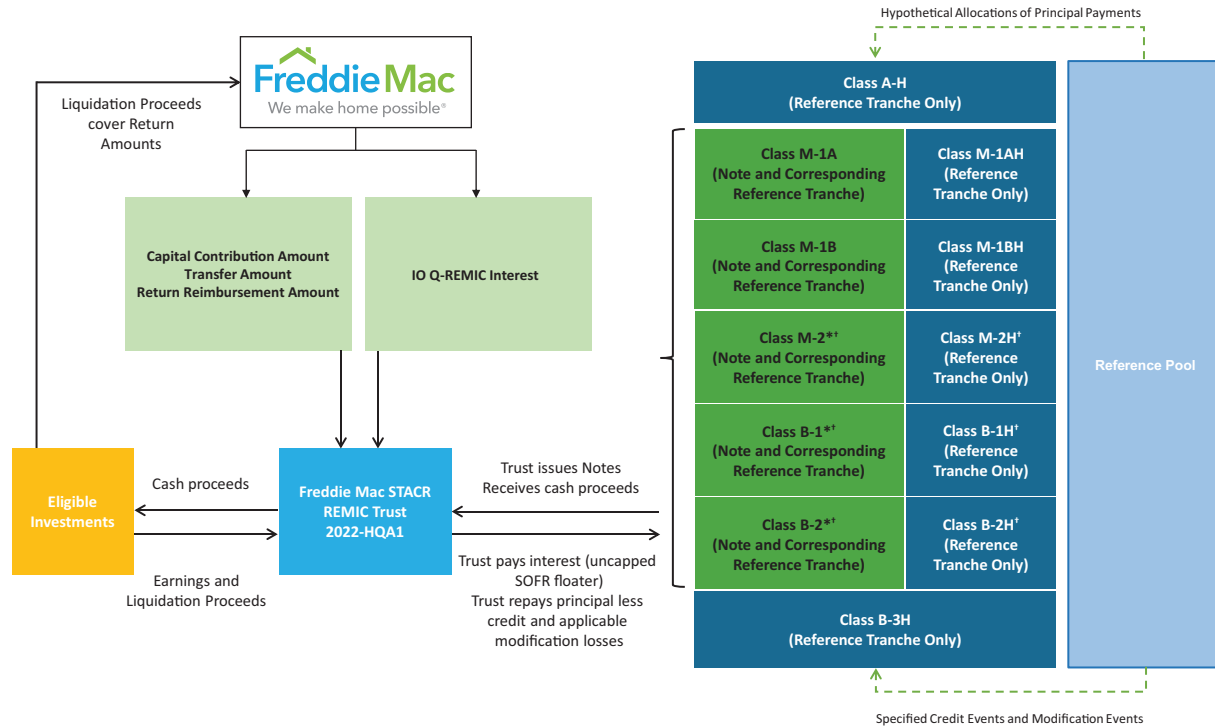 Hypothetical Allocations of Principal Payments
Freddie Mac
We make home possible®
Liquidation Proceeds
cover Return
Amounts
Capital Contribution Amount
Transfer Amount
Return Reimbursement Amount
IO Q-REMIC Interest
Eligible
Investments
Cash proceeds
Earnings and
Liquidation Proceeds
Freddie Mac STACR
REMIC Trust
2022-HQA1
Trust issues Notes
Receives cash proceeds
Trust pays interest (uncapped
SOFR floater)
Trust repays principal less
credit and applicable
modification losses
Class A-H
(Reference Tranche Only)
Class M-1A
(Note and Corresponding
Reference Tranche)
Class M-1AH
(Reference
Tranche Only)
Class M-1B
(Note and Corresponding
Reference Tranche)
Class M-1BH
(Reference
Tranche Only)
Class M-2*†
(Note and Corresponding
Reference Tranche)
Class M-2H†
(Reference
Tranche Only)
Class B-1*†
(Note and Corresponding
Reference Tranche)
Class B-1H†
(Reference
Tranche Only)
Class B-2*†
(Note and Corresponding
Reference Tranche)
Class B-2H†
(Reference
Tranche Only)
Class B-3H
(Reference Tranche Only)
Reference Pool
Specified Credit Events and Modification Events